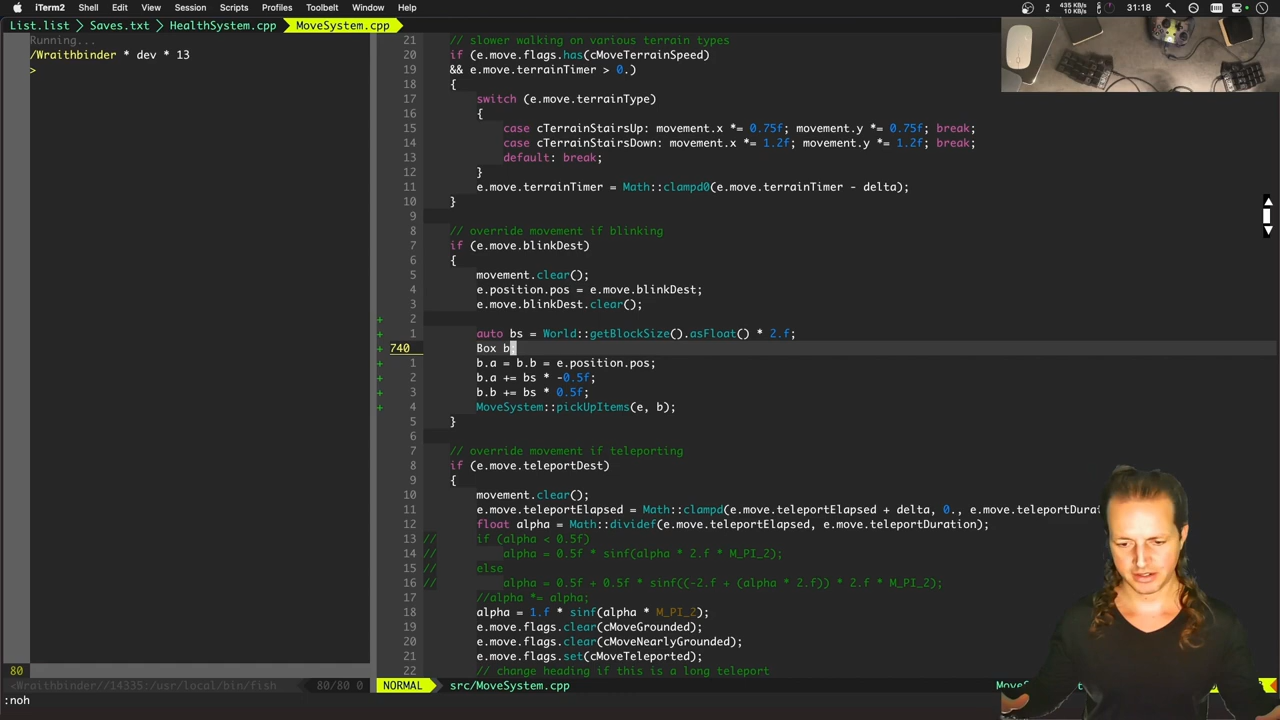 iTerm2 Shell Edit View Session Scripts Profiles Toolbelt Window Help 435 KB 10 KB 31:18
List.list Saves.txt HealthSystem.cpp MoveSystem.cpp
Running...
/Wraithbinder * dev * 13
>
21 // slower walking on various terrain types
20 if (e.move.flags.has(cMoveTerrainSpeed)
19 && e.move.terrainTimer > 0.)
18 {
17 switch (e.move.terrainType)
16 {
15 case cTerrainStairsUp: movement.x *= 0.75f; movement.y *= 0.75f; break;
14 case cTerrainStairsDown: movement.x *= 1.2f; movement.y *= 1.2f; break;
13 default: break;
12 }
11 e.move.terrainTimer = Math::clampd0(e.move.terrainTimer - delta);
10 }
9
8 // override movement if blinking
7 if (e.move.blinkDest)
6 {
5 movement.clear();
4 e.position.pos = e.move.blinkDest;
3 e.move.blinkDest.clear();
+ 2
+ 1 auto bs = World::getBlockSize().asFloat() * 2.f;
+ 740 Box b;
+ 1 b.a = b.b = e.position.pos;
+ 2 b.a += bs * -0.5f;
+ 3 b.b += bs * 0.5f;
+ 4 MoveSystem::pickUpItems(e, b);
5 }
6
7 // override movement if teleporting
8 if (e.move.teleportDest)
9 {
10 movement.clear();
11 e.move.teleportElapsed = Math::clampd(e.move.teleportElapsed + delta, 0., e.move.teleportDura
12 float alpha = Math::dividef(e.move.teleportElapsed, e.move.teleportDuration);
13 // if (alpha < 0.5f)
14 // alpha = 0.5f * sinf(alpha * 2.f * M_PI_2);
15 // else
16 // alpha = 0.5f + 0.5f * sinf((-2.f + (alpha * 2.f)) * 2.f * M_PI_2);
17 //alpha *= alpha;
18 alpha = 1.f * sinf(alpha * M_PI_2);
19 e.move.flags.clear(cMoveGrounded);
20 e.move.flags.clear(cMoveNearlyGrounded);
21 e.move.flags.set(cMoveTeleported);
22 // change heading if this is a long teleport
80
<Wraithbinder//14335:/usr/local/bin/fish 80/80 0
NORMAL src/MoveSystem.cpp
:noh